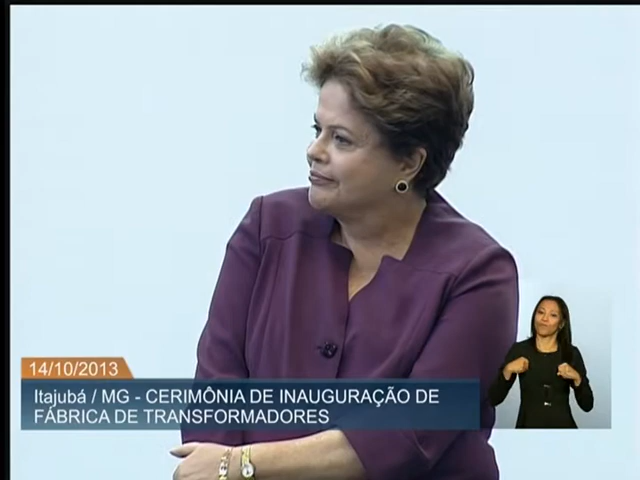 14/10/2013
Itajubá / MG - CERIMÔNIA DE INAUGURAÇÃO DE
FÁBRICA DE TRANSFORMADORES